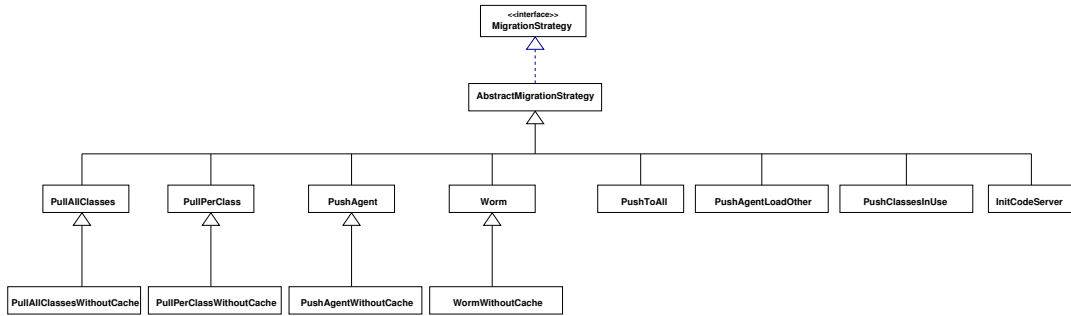 <<interface>>
MigrationStrategy
AbstractMigrationStrategy
PullAllClasses
PullPerClass
PushAgent
Worm
PushToAll
PushAgentLoadOther
PushClassesInUse
InitCodeServer
PullAllClassesWithoutCache
PullPerClassWithoutCache
PushAgentWithoutCache
WormWithoutCache